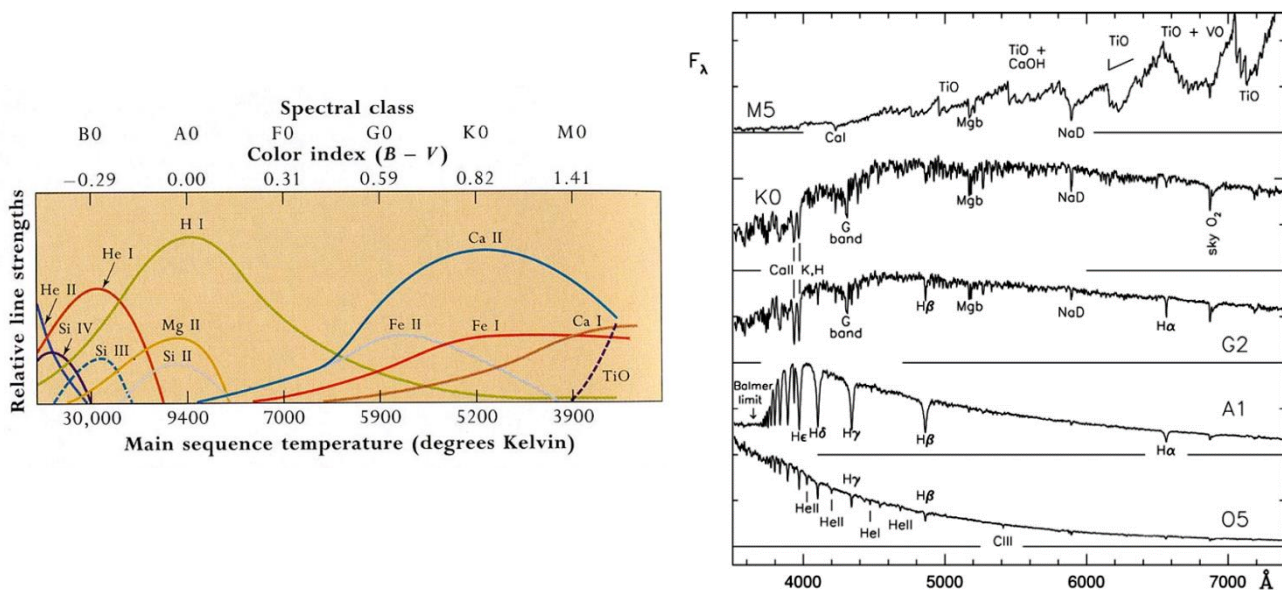 Spectral class
B0 A0 F0 G0 K0 M0
Color index (B – V)
−0.29 0.00 0.31 0.59 0.82 1.41
Relative line strengths
H I
Ca II
He I
He II
Si IV
Si III
Mg II
Si II
Fe II
Fe I
Ca I
TiO
30,000 9400 7000 5900 5200 3900
Main sequence temperature (degrees Kelvin)
Fλ
TiO + VO
TiO
TiO +
CaOH
TiO
TiO
M5
CaI
Mgb
NaD
K0
G
band
Mgb
NaD
sky O2
CaII K,H
Hβ
G
band
Mgb
NaD
Hα
G2
Balmer
limit
A1
Hε Hδ Hγ Hβ
Hα
Hγ
Hβ
O5
HeII
HeII
HeI
HeII
CIII
4000 5000 6000 7000 Å